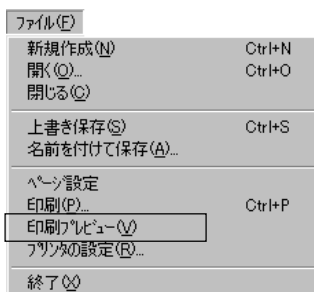 ﾌｧｲﾙ(F)
新規作成(N) Ctrl+N
開く(O)... Ctrl+O
閉じる(C)
上書き保存(S) Ctrl+S
名前を付けて保存(A)...
ﾍﾟｰｼﾞ設定
印刷(P)... Ctrl+P
印刷ﾌﾟﾚﾋﾞｭｰ(V)
ﾌﾟﾘﾝﾀの設定(R)...
終了(X)